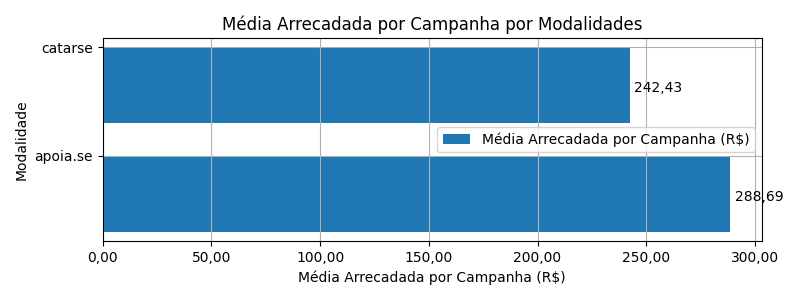 Média Arrecadada por Campanha por Modalidades
catarse
242,43
Média Arrecadada por Campanha (R$)
apoia.se
288,69
Modalidade
0,00 50,00 100,00 150,00 200,00 250,00 300,00
Média Arrecadada por Campanha (R$)